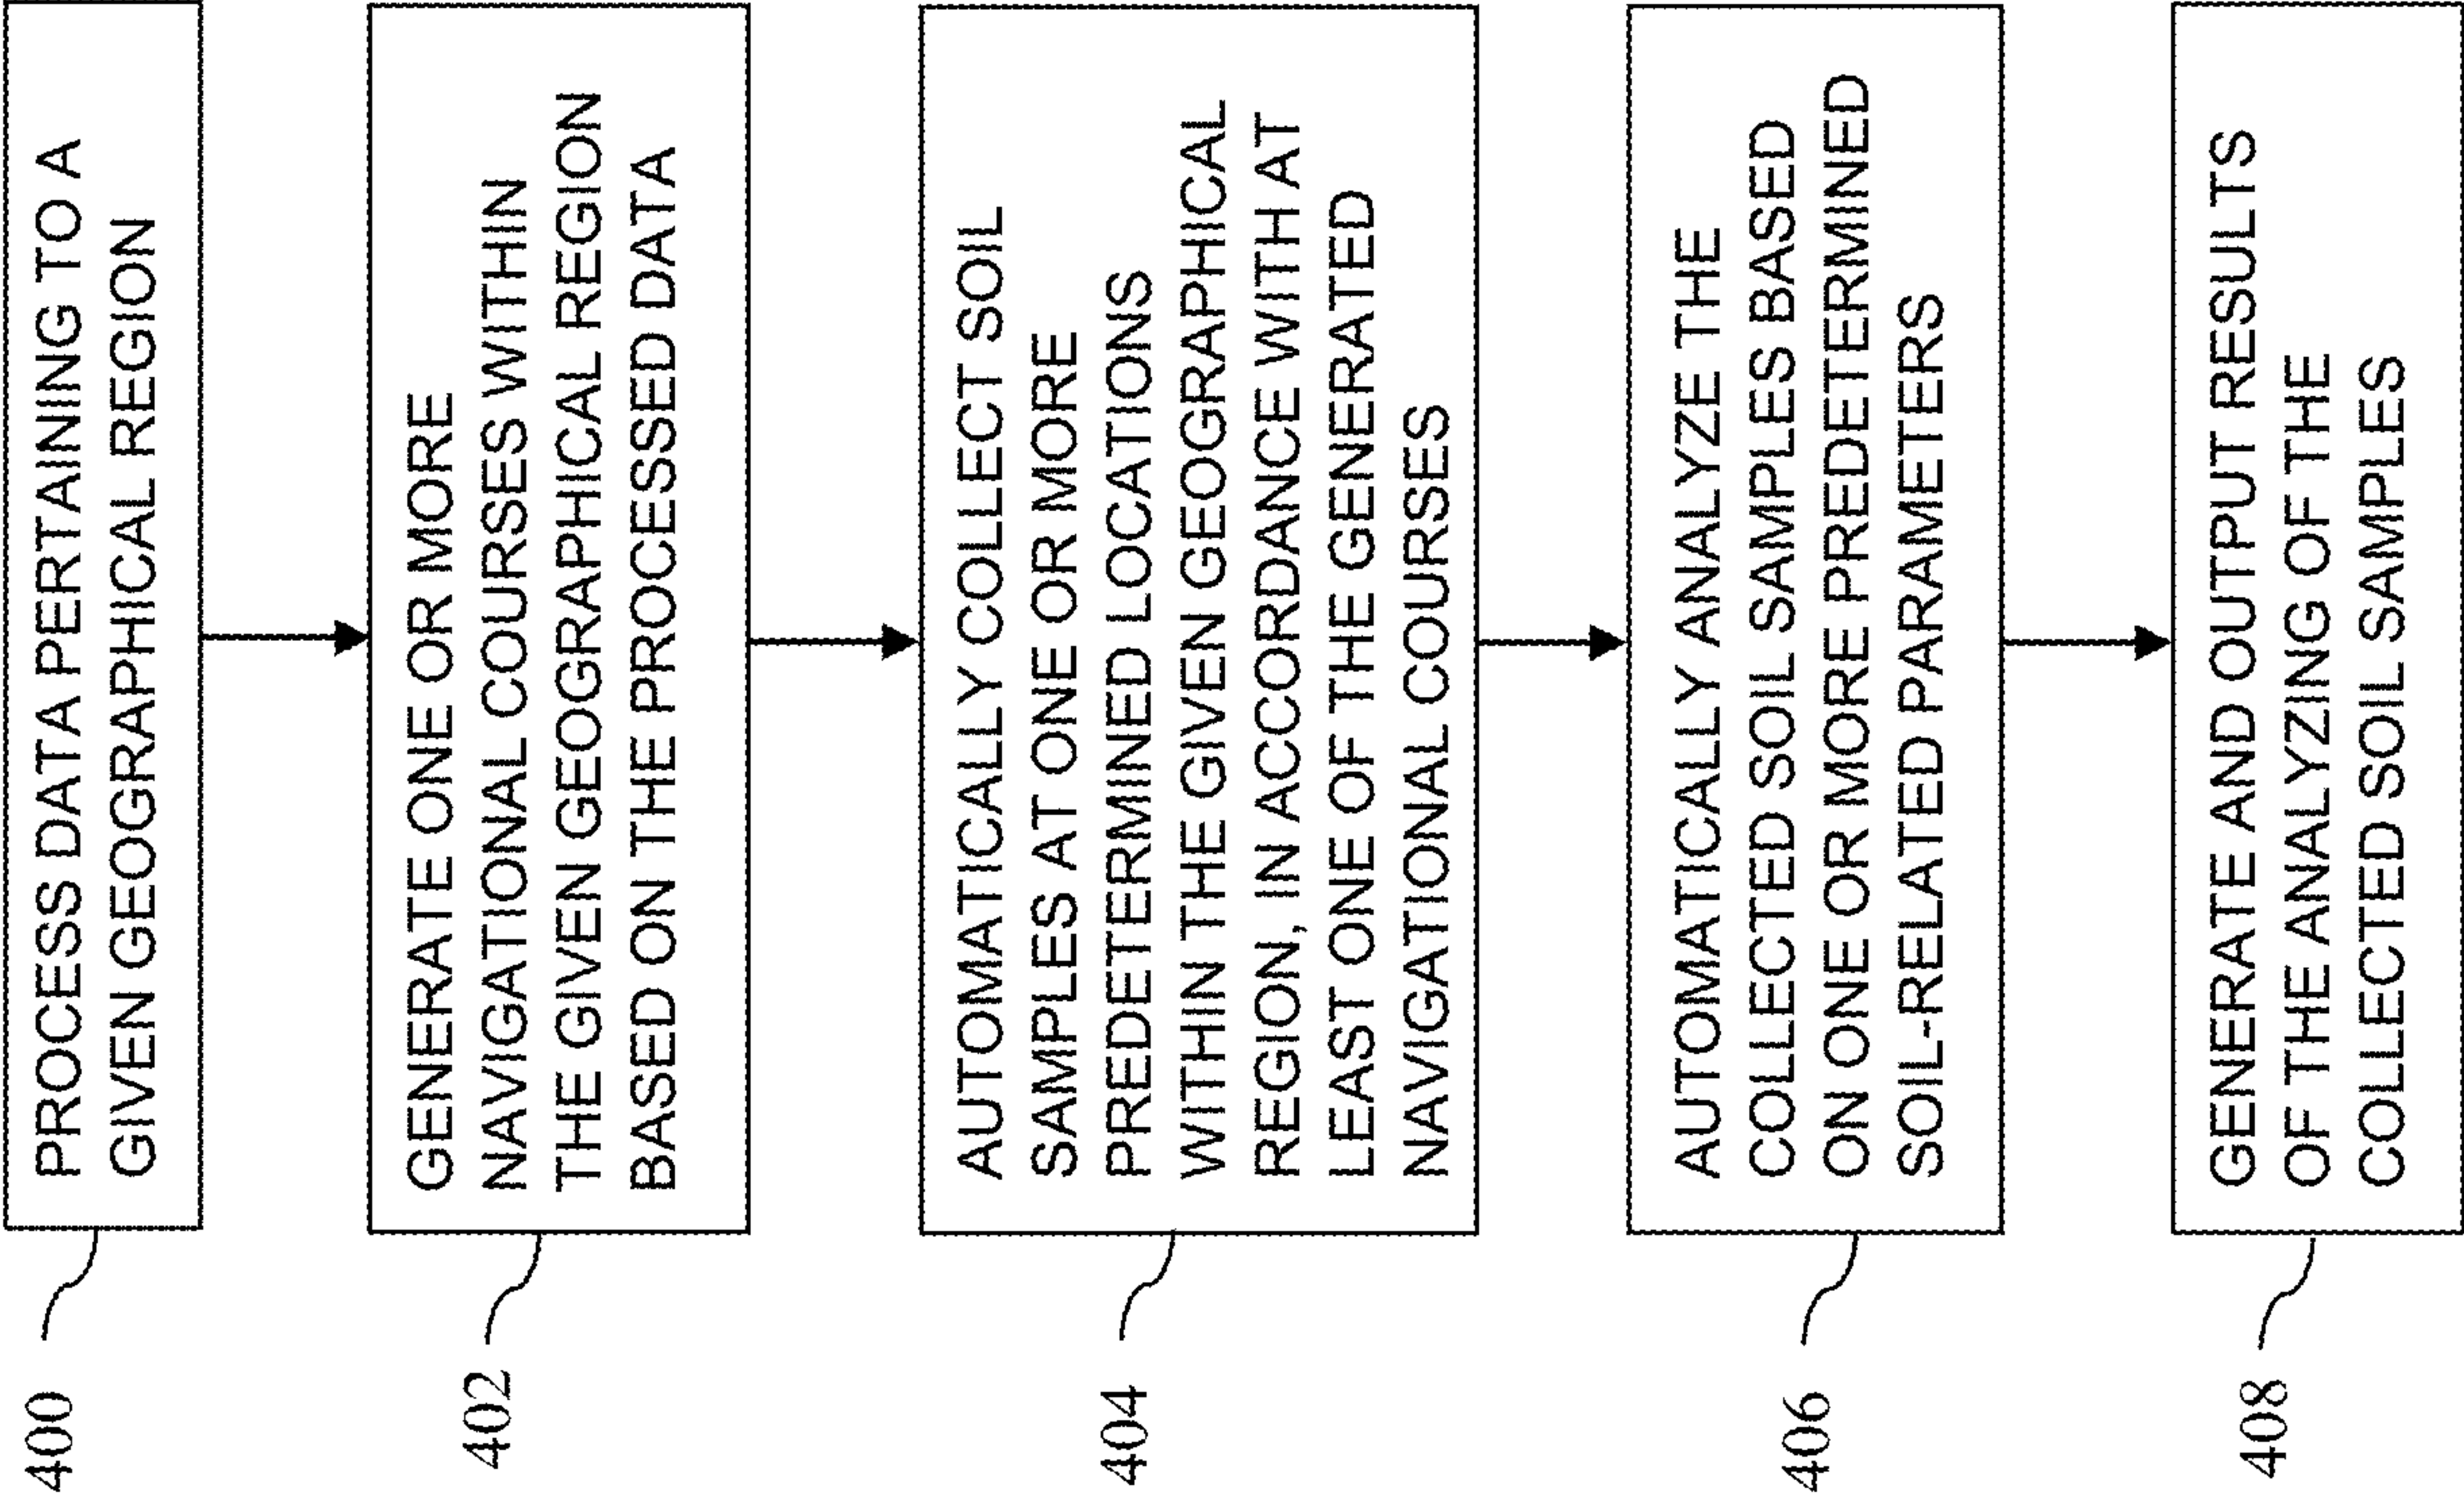 400
PROCESS DATA PERTAINING TO A
GIVEN GEOGRAPHICAL REGION
402
GENERATE ONE OR MORE
NAVIGATIONAL COURSES WITHIN
THE GIVEN GEOGRAPHICAL REGION
BASED ON THE PROCESSED DATA
404
AUTOMATICALLY COLLECT SOIL
SAMPLES AT ONE OR MORE
PREDETERMINED LOCATIONS
WITHIN THE GIVEN GEOGRAPHICAL
REGION, IN ACCORDANCE WITH AT
LEAST ONE OF THE GENERATED
NAVIGATIONAL COURSES
406
AUTOMATICALLY ANALYZE THE
COLLECTED SOIL SAMPLES BASED
ON ONE OR MORE PREDETERMINED
SOIL-RELATED PARAMETERS
408
GENERATE AND OUTPUT RESULTS
OF THE ANALYZING OF THE
COLLECTED SOIL SAMPLES